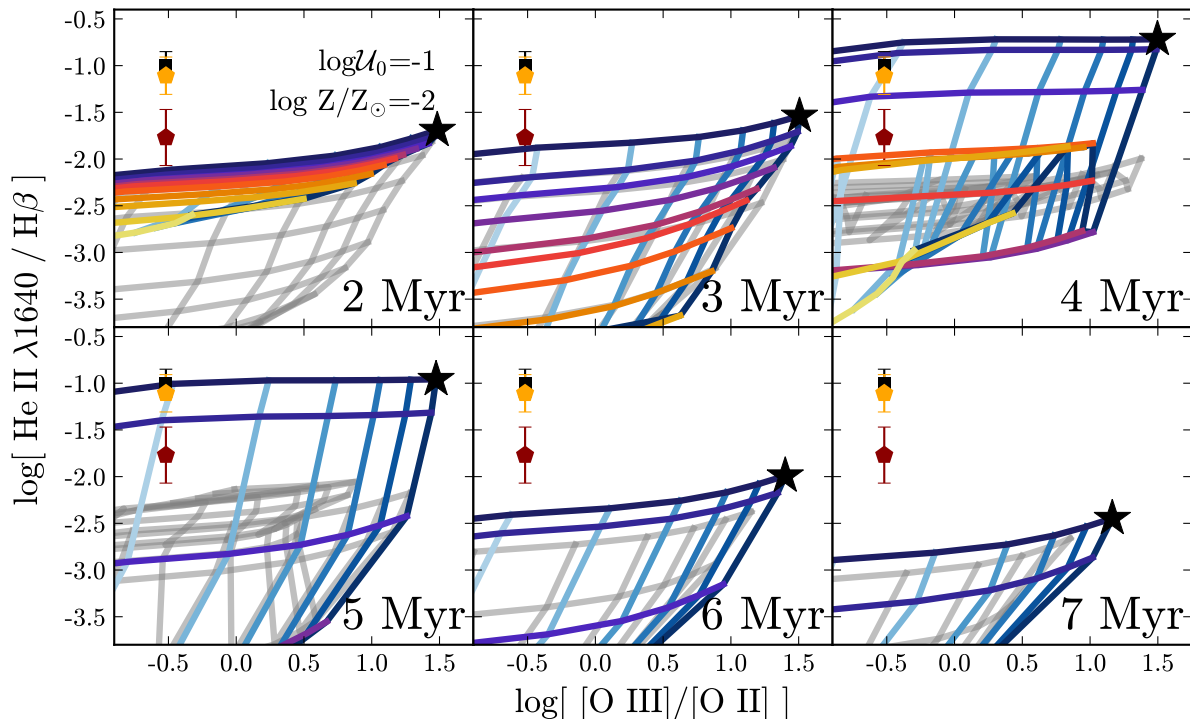 -0.5
-1.0
-1.5
-2.0
-2.5
-3.0
-3.5
log𝒰₀=-1
log Z/Z⊙=-2
2 Myr
3 Myr
4 Myr
-0.5
-1.0
-1.5
-2.0
-2.5
-3.0
-3.5
5 Myr
6 Myr
7 Myr
-0.5 0.0 0.5 1.0 1.5 -0.5 0.0 0.5 1.0 1.5 -0.5 0.0 0.5 1.0 1.5
log[ [O III]/[O II] ]
log[ He II λ1640 / Hβ ]